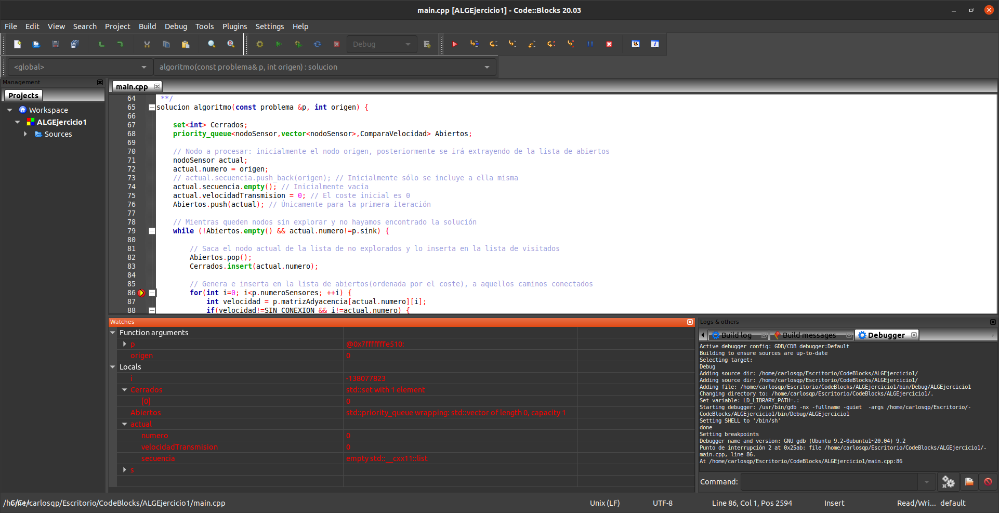 main.cpp [ALGEjercicio1] - Code::Blocks 20.03
File Edit View Search Project Build Debug Tools Plugins Settings Help
Debug
<global> algoritmo(const problema& p, int origen) : solucion
Management
Projects
Workspace
ALGEjercicio1
Sources
main.cpp
64 **/
65 solucion algoritmo(const problema &p, int origen) {
66
67 set<int> Cerrados;
68 priority_queue<nodoSensor,vector<nodoSensor>,ComparaVelocidad> Abiertos;
69
70 // Nodo a procesar: inicialmente el nodo origen, posteriormente se irá extrayendo de la lista de abiertos
71 nodoSensor actual;
72 actual.numero = origen;
73 // actual.secuencia.push_back(origen); // Inicialmente sólo se incluye a ella misma
74 actual.secuencia.empty(); // Inicialmente vacía
75 actual.velocidadTransmision = 0; // El coste inicial es 0
76 Abiertos.push(actual); // Únicamente para la primera iteración
77
78 // Mientras queden nodos sin explorar y no hayamos encontrado la solución
79 while (!Abiertos.empty() && actual.numero!=p.sink) {
80
81 // Saca el nodo actual de la lista de no explorados y lo inserta en la lista de visitados
82 Abiertos.pop();
83 Cerrados.insert(actual.numero);
84
85 // Genera e inserta en la lista de abiertos(ordenada por el coste), a aquellos caminos conectados
86 for(int i=0; i<p.numeroSensores; ++i) {
87 int velocidad = p.matrizAdyacencia[actual.numero][i];
88 if(velocidad!=SIN_CONEXION && i!=actual.numero) {
Watches
Function arguments
p @0x7fffffffe510:
origen 0
Locals
i -138077823
Cerrados std::set with 1 element
[0] 0
Abiertos std::priority_queue wrapping: std::vector of length 0, capacity 1
actual
numero 0
velocidadTransmision 0
secuencia empty std::__cxx11::list
s
Logs & others
Build log Build messages Debugger
Active debugger config: GDB/CDB debugger:Default
Building to ensure sources are up-to-date
Selecting target:
Debug
Adding source dir: /home/carlosqp/Escritorio/CodeBlocks/ALGEjercicio1/
Adding source dir: /home/carlosqp/Escritorio/CodeBlocks/ALGEjercicio1/
Adding file: /home/carlosqp/Escritorio/CodeBlocks/ALGEjercicio1/bin/Debug/ALGEjercicio1
Changing directory to: /home/carlosqp/Escritorio/CodeBlocks/ALGEjercicio1/.
Set variable: LD_LIBRARY_PATH=.:
Starting debugger: /usr/bin/gdb -nx -fullname -quiet  -args /home/carlosqp/Escritorio/-
CodeBlocks/ALGEjercicio1/bin/Debug/ALGEjercicio1
Setting SHELL to '/bin/sh'
done
Setting breakpoints
Debugger name and version: GNU gdb (Ubuntu 9.2-0ubuntu1~20.04) 9.2
Punto de interrupción 2 at 0x25ab: file /home/carlosqp/Escritorio/CodeBlocks/ALGEjercicio1/-
main.cpp, line 86.
At /home/carlosqp/Escritorio/CodeBlocks/ALGEjercicio1/main.cpp:86
Command:
/home/carlosqp/Escritorio/CodeBlocks/ALGEjercicio1/main.cpp C/C++ Unix (LF) UTF-8 Line 86, Col 1, Pos 2594 Insert Read/Wri... default